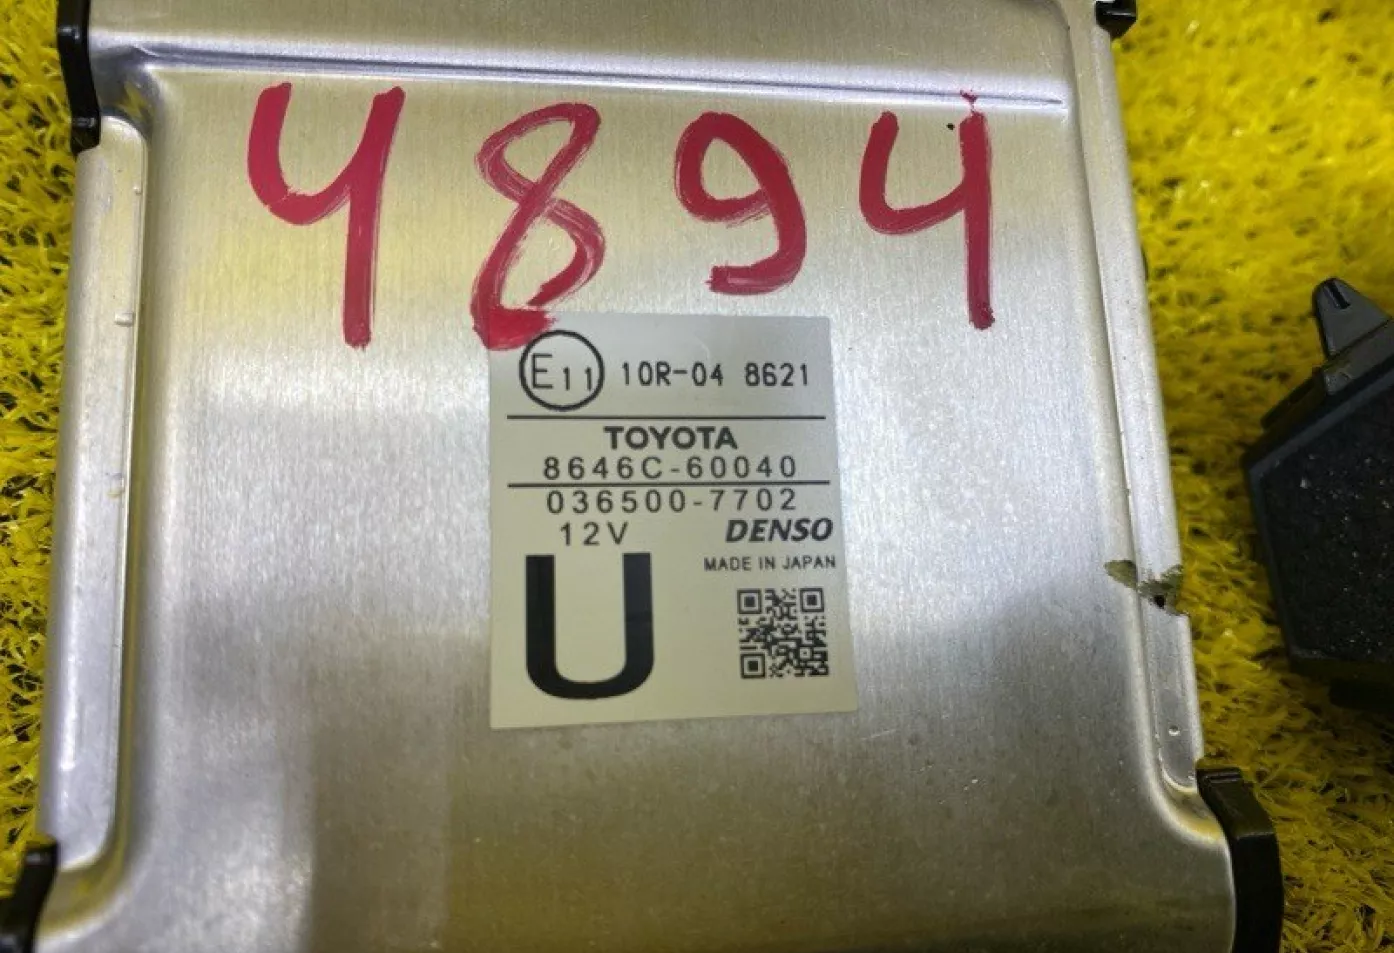 4894
E11 10R-04 8621
TOYOTA
8646C-60040
036500-7702
12V DENSO
MADE IN JAPAN
U